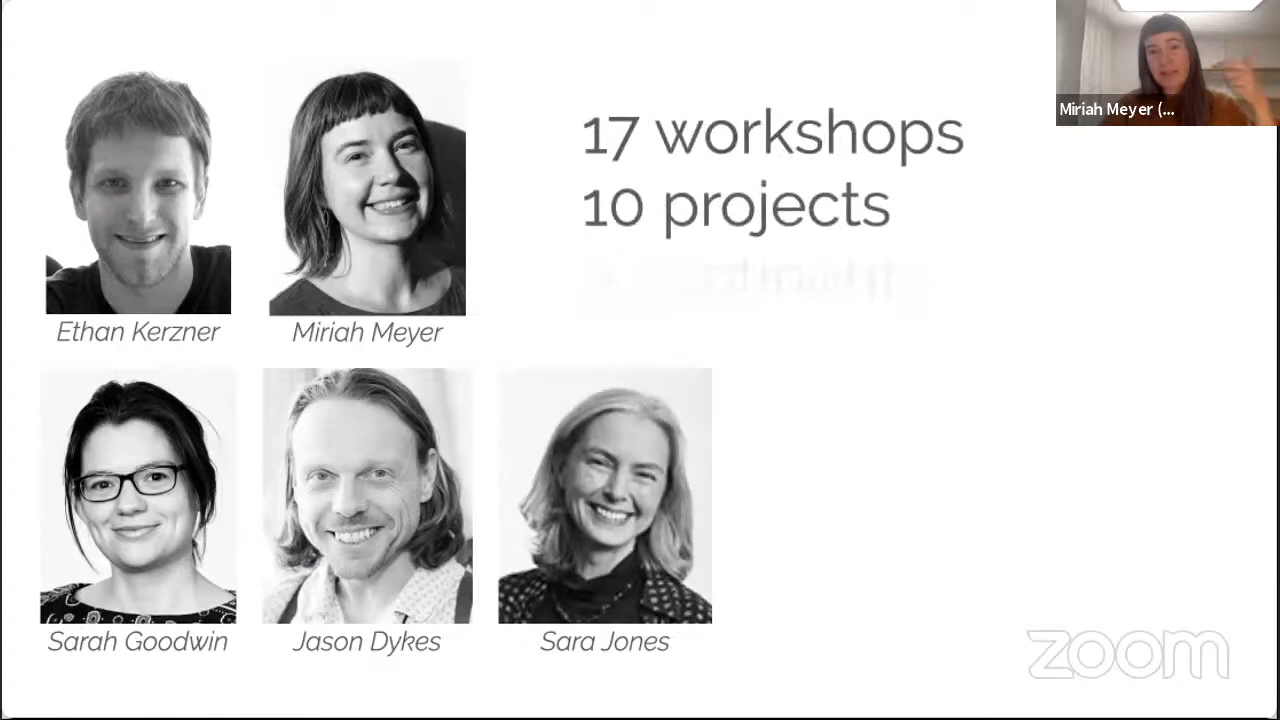 Miriah Meyer (...
17 workshops
10 projects
Ethan Kerzner
Miriah Meyer
Sarah Goodwin
Jason Dykes
Sara Jones
zoom